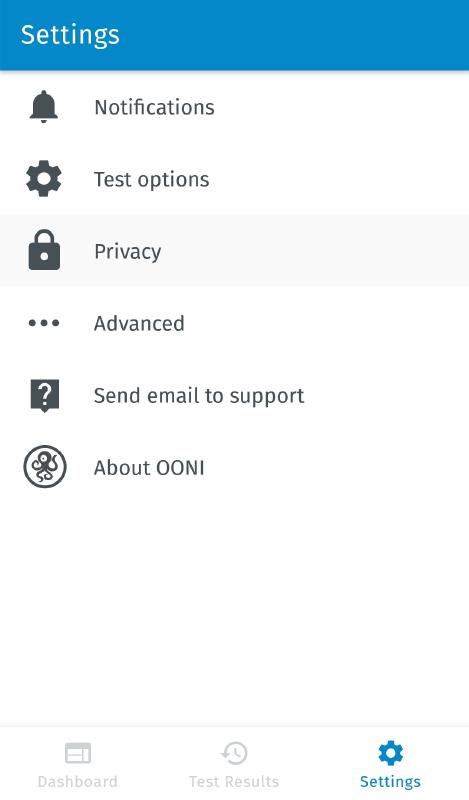 Settings
Notifications
Test options
Privacy
Advanced
Send email to support
About OONI
Dashboard
Test Results
Settings